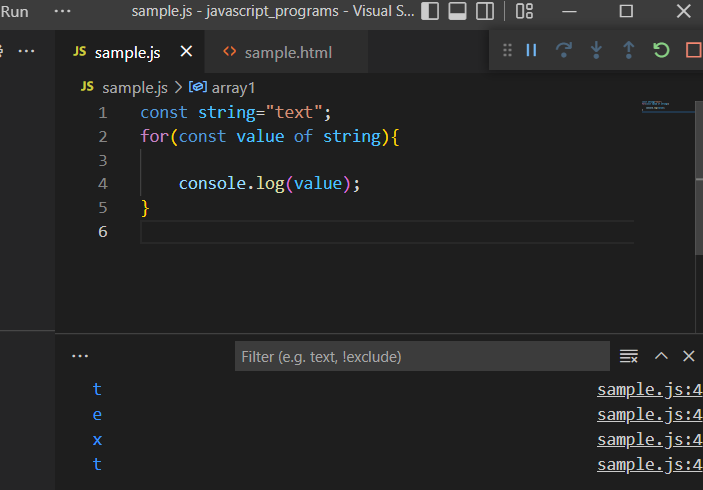 Run ··· sample.js - javascript_programs - Visual S...
··· JS sample.js <> sample.html
JS sample.js > array1
1 const string="text";
2 for(const value of string){
3
4     console.log(value);
5 }
6
··· Filter (e.g. text, !exclude)
t sample.js:4
e sample.js:4
x sample.js:4
t sample.js:4